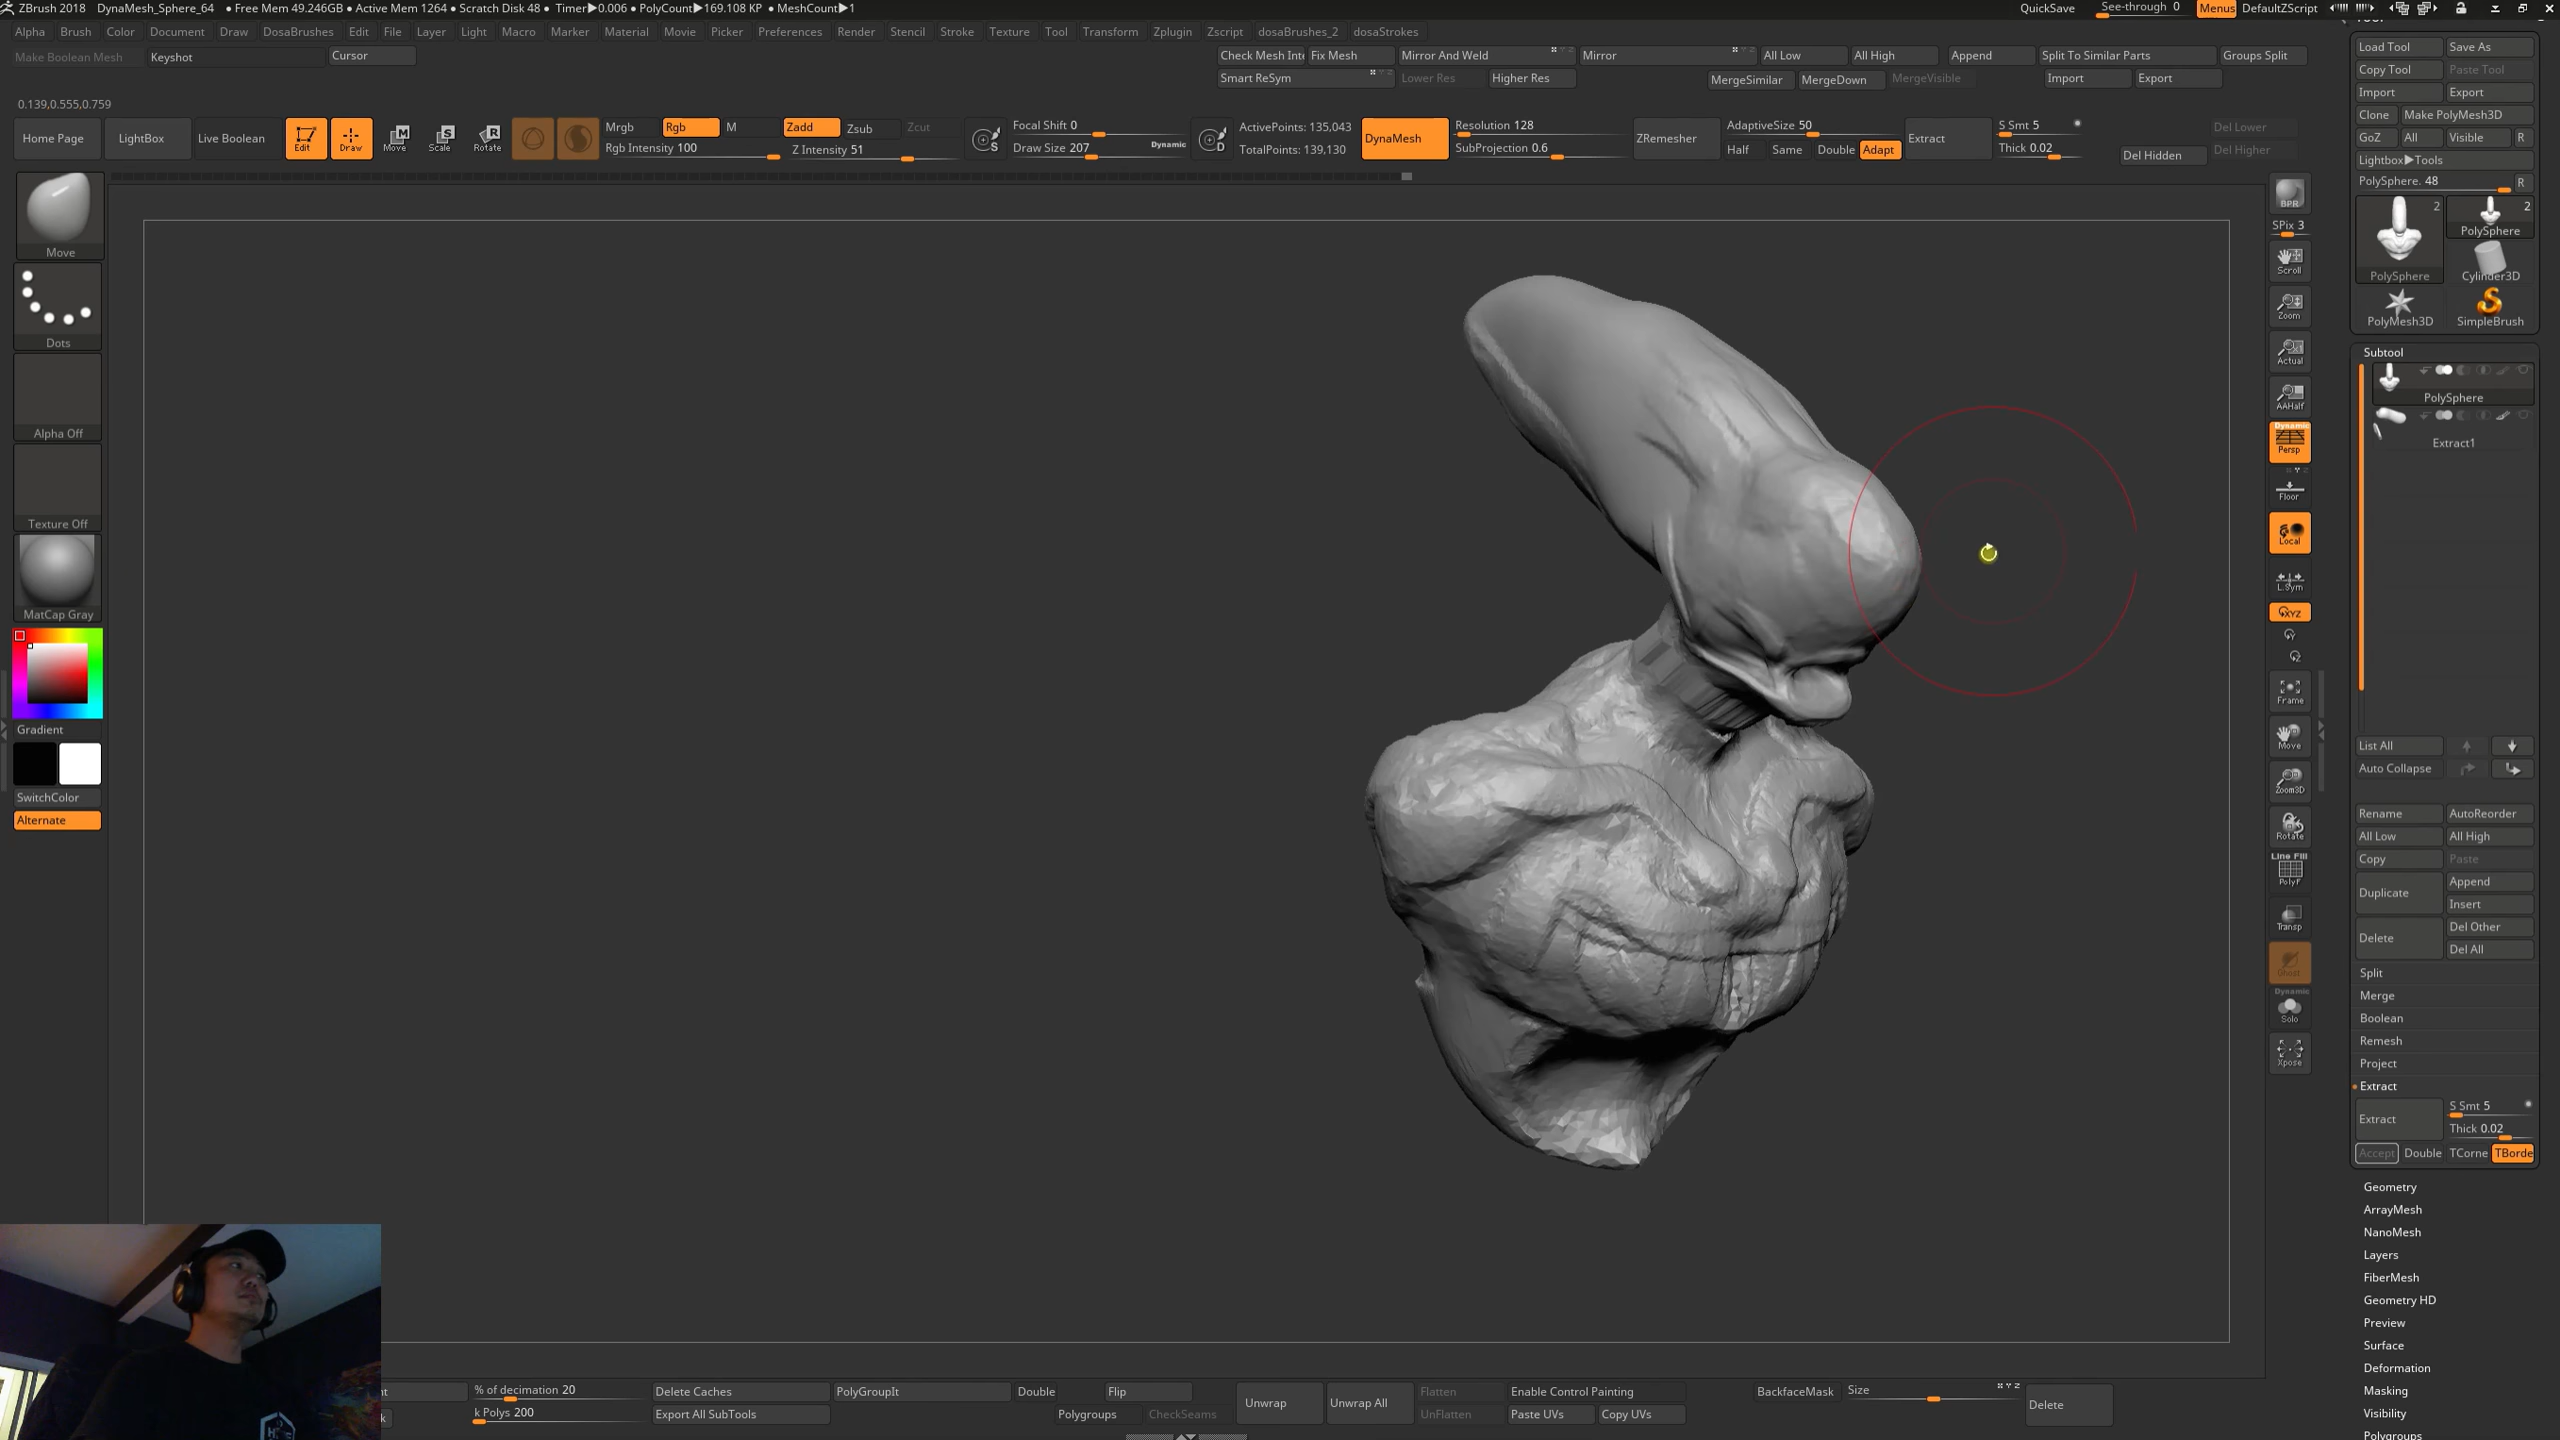 ZBrush 2018 DynaMesh_Sphere_64 ● Free Mem 49.246GB ● Active Mem 1264 ● Scratch Disk 48 ● Timer▶0.006 ● PolyCount▶169.108 KP ● MeshCount▶1 QuickSave See-through 0 Menus DefaultZScript
Alpha Brush Color Document Draw DosaBrushes Edit File Layer Light Macro Marker Material Movie Picker Preferences Render Stencil Stroke Texture Tool Transform Zplugin Zscript dosaBrushes_2 dosaStrokes
Make Boolean Mesh Keyshot Cursor Check Mesh Inte Fix Mesh Mirror And Weld Mirror All Low All High Append Split To Similar Parts Groups Split
Smart ReSym Lower Res Higher Res MergeSimilar MergeDown MergeVisible Import Export
0.139,0.555,0.759
Home Page LightBox Live Boolean Edit Draw Move Scale Rotate
Mrgb Rgb M Zadd Zsub Zcut
Rgb Intensity 100 Z Intensity 51
Focal Shift 0
Draw Size 207 Dynamic
ActivePoints: 135,043
TotalPoints: 139,130
DynaMesh
Resolution 128
SubProjection 0.6
ZRemesher
AdaptiveSize 50
Half Same Double Adapt
Extract
S Smt 5
Thick 0.02
Del Hidden
Del Lower
Del Higher
Move
Dots
Alpha Off
Texture Off
MatCap Gray
Gradient
SwitchColor
Alternate
BPR
SPix 3
Scroll
Zoom
Actual
AAHalf
Dynamic
Persp
Floor
Local
L.Sym
XYZ
Frame
Move
Zoom3D
Rotate
Line Fill
PolyF
Transp
Ghost
Dynamic
Solo
Xpose
Load Tool Save As
Copy Tool Paste Tool
Import Export
Clone Make PolyMesh3D
GoZ All Visible R
Lightbox▶Tools
PolySphere. 48 R
2 2
PolySphere
PolySphere Cylinder3D
PolyMesh3D SimpleBrush
Subtool
PolySphere
Extract1
List All
Auto Collapse
Rename AutoReorder
All Low All High
Copy Paste
Duplicate Append
Insert
Delete Del Other
Del All
Split
Merge
Boolean
Remesh
Project
Extract
Extract S Smt 5
Thick 0.02
Accept Double TCorne TBorde
Geometry
ArrayMesh
NanoMesh
Layers
FiberMesh
Geometry HD
Preview
Surface
Deformation
Masking
Visibility
Polygroups
% of decimation 20 Delete Caches PolyGroupIt Double Flip Unwrap Unwrap All Flatten Enable Control Painting BackfaceMask Size Delete
k Polys 200 Export All SubTools Polygroups CheckSeams UnFlatten Paste UVs Copy UVs